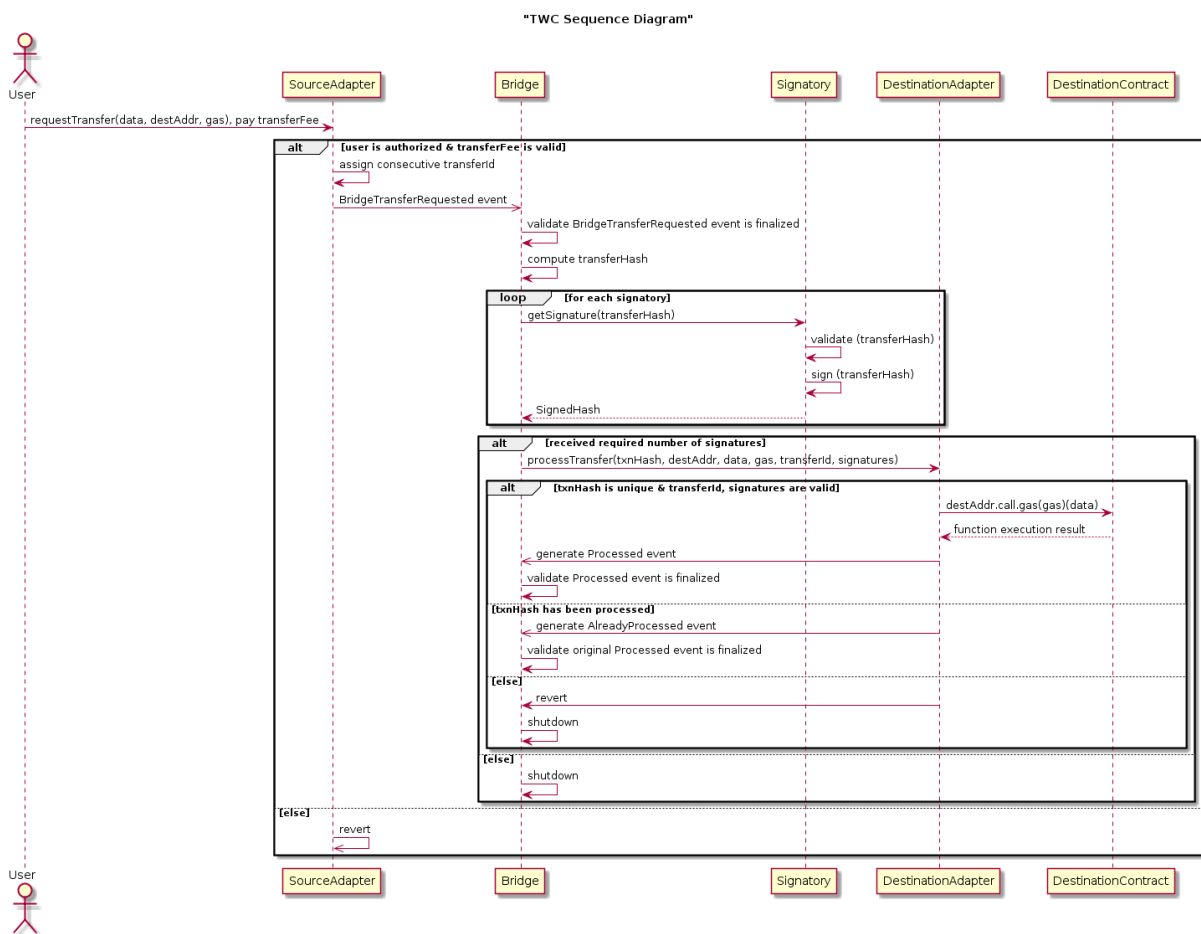 "TWC Sequence Diagram"
User
SourceAdapter
Bridge
Signatory
DestinationAdapter
DestinationContract
requestTransfer(data, destAddr, gas), pay transferFee
alt
[user is authorized & transferFee is valid]
assign consecutive transferId
BridgeTransferRequested event
validate BridgeTransferRequested event is finalized
compute transferHash
loop
[for each signatory]
getSignature(transferHash)
validate (transferHash)
sign (transferHash)
SignedHash
alt
[received required number of signatures]
processTransfer(txnHash, destAddr, data, gas, transferId, signatures)
alt
[txnHash is unique & transferId, signatures are valid]
destAddr.call.gas(gas)(data)
function execution result
generate Processed event
validate Processed event is finalized
[txnHash has been processed]
generate AlreadyProcessed event
validate original Processed event is finalized
[else]
revert
shutdown
[else]
shutdown
[else]
revert
User
SourceAdapter
Bridge
Signatory
DestinationAdapter
DestinationContract